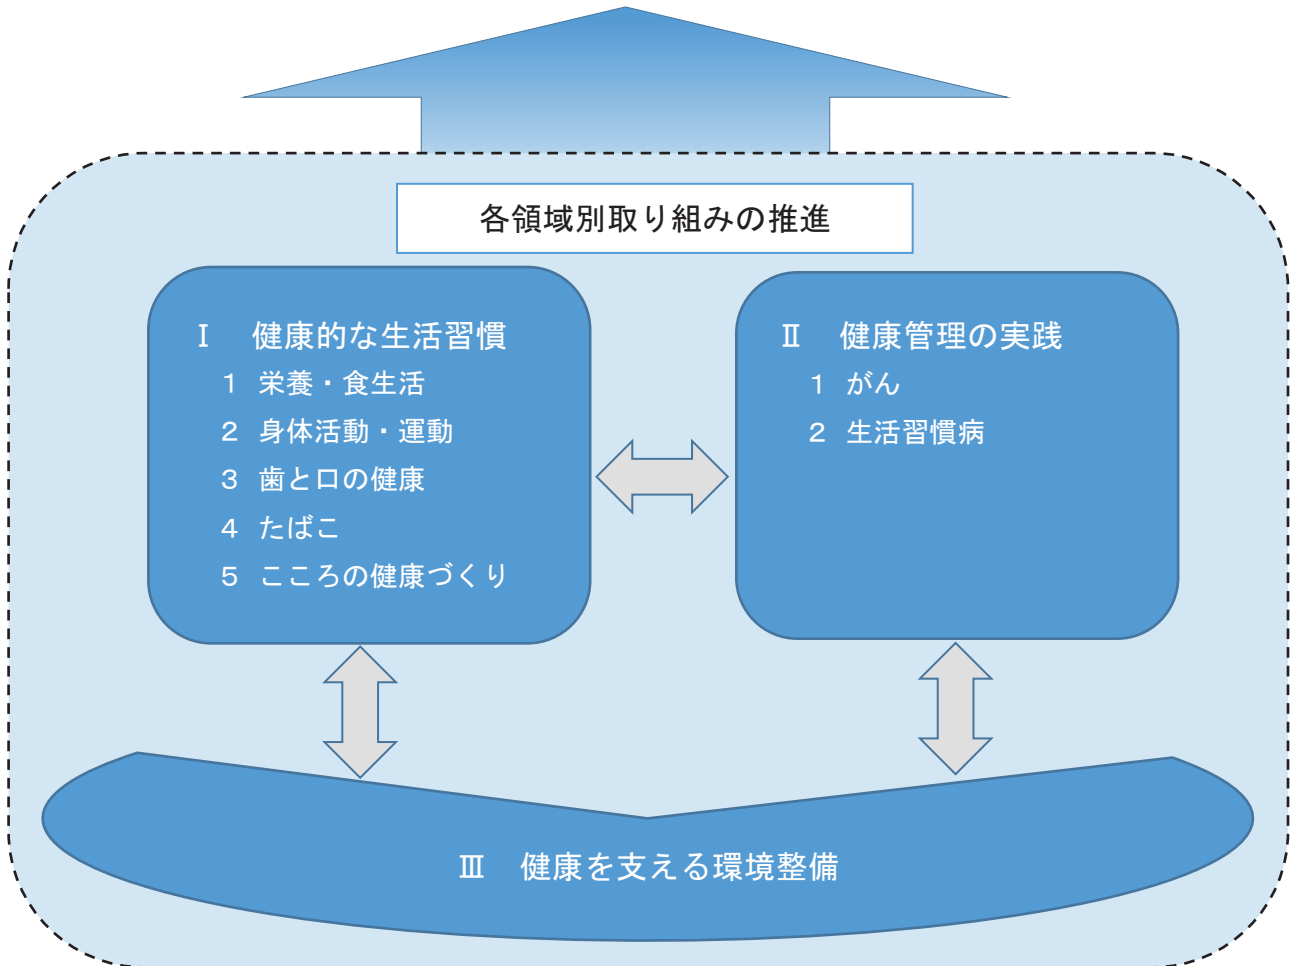 各領域別取り組みの推進
Ⅰ　健康的な生活習慣
１ 栄養・食生活
２ 身体活動・運動
３ 歯と口の健康
４ たばこ
５ こころの健康づくり
Ⅱ　健康管理の実践
１ がん
２ 生活習慣病
Ⅲ　健康を支える環境整備